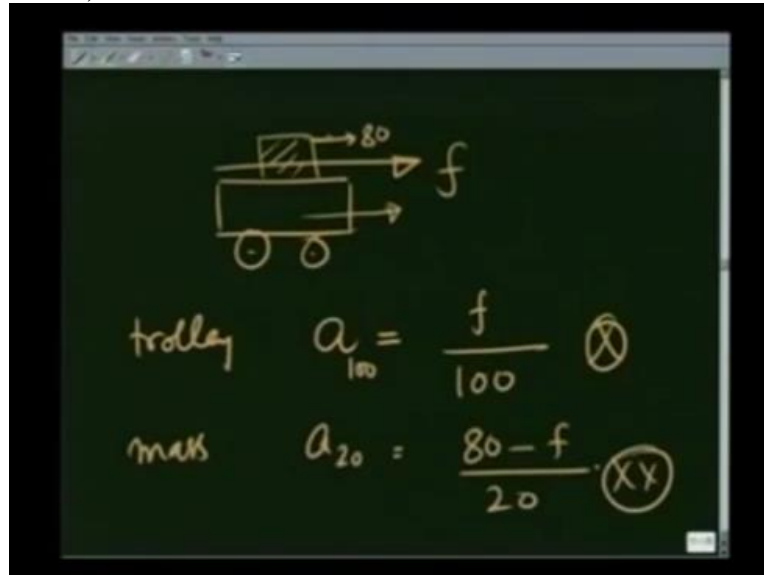 →80
f
trolley a₁₀₀ = f/100 Ⓧ
mass a₂₀ = 80 - f/20 · ⓍⓍ